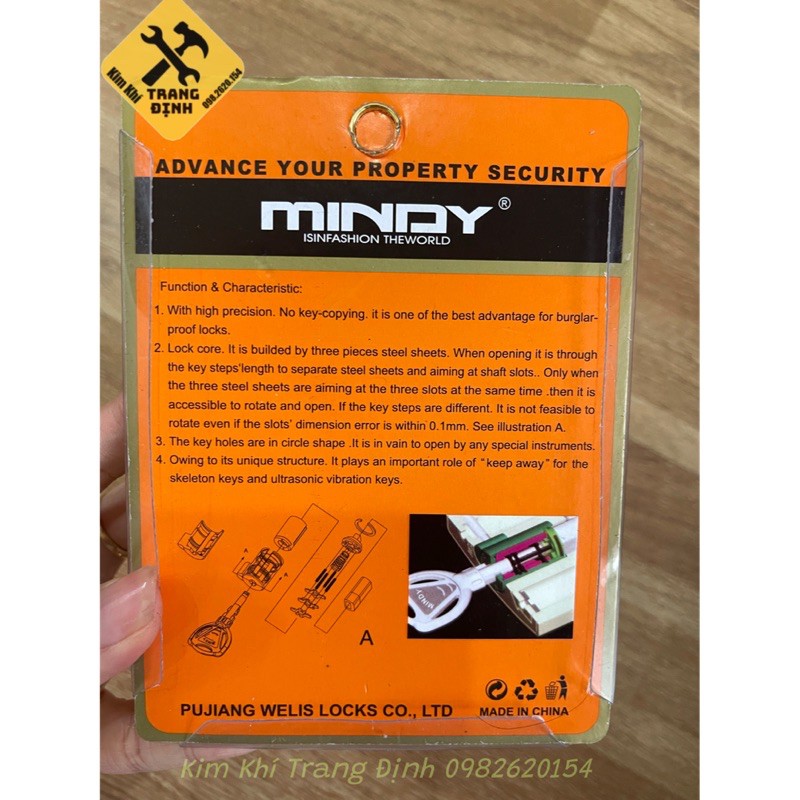 Kim Khí
TRANG
ĐỊNH
098.2620.154
ADVANCE YOUR PROPERTY SECURITY
MINDY ®
ISINFASHION THEWORLD
Function & Characteristic:
1. With high precision. No key-copying. it is one of the best advantage for burglar-
proof locks.
2. Lock core. It is builded by three pieces steel sheets. When opening it is through
the key steps'length to separate steel sheets and aiming at shaft slots.. Only when
the three steel sheets are aiming at the three slots at the same time .then it is
accessible to rotate and open. If the key steps are different. It is not feasible to
rotate even if the slots' dimension error is within 0.1mm. See illustration A.
3. The key holes are in circle shape .It is in vain to open by any special instruments.
4. Owing to its unique structure. It plays an important role of “keep away” for the
skeleton keys and ultrasonic vibration keys.
MINDY
A
PUJIANG WELIS LOCKS CO., LTD
MADE IN CHINA
Kim Khí Trang Định 0982620154